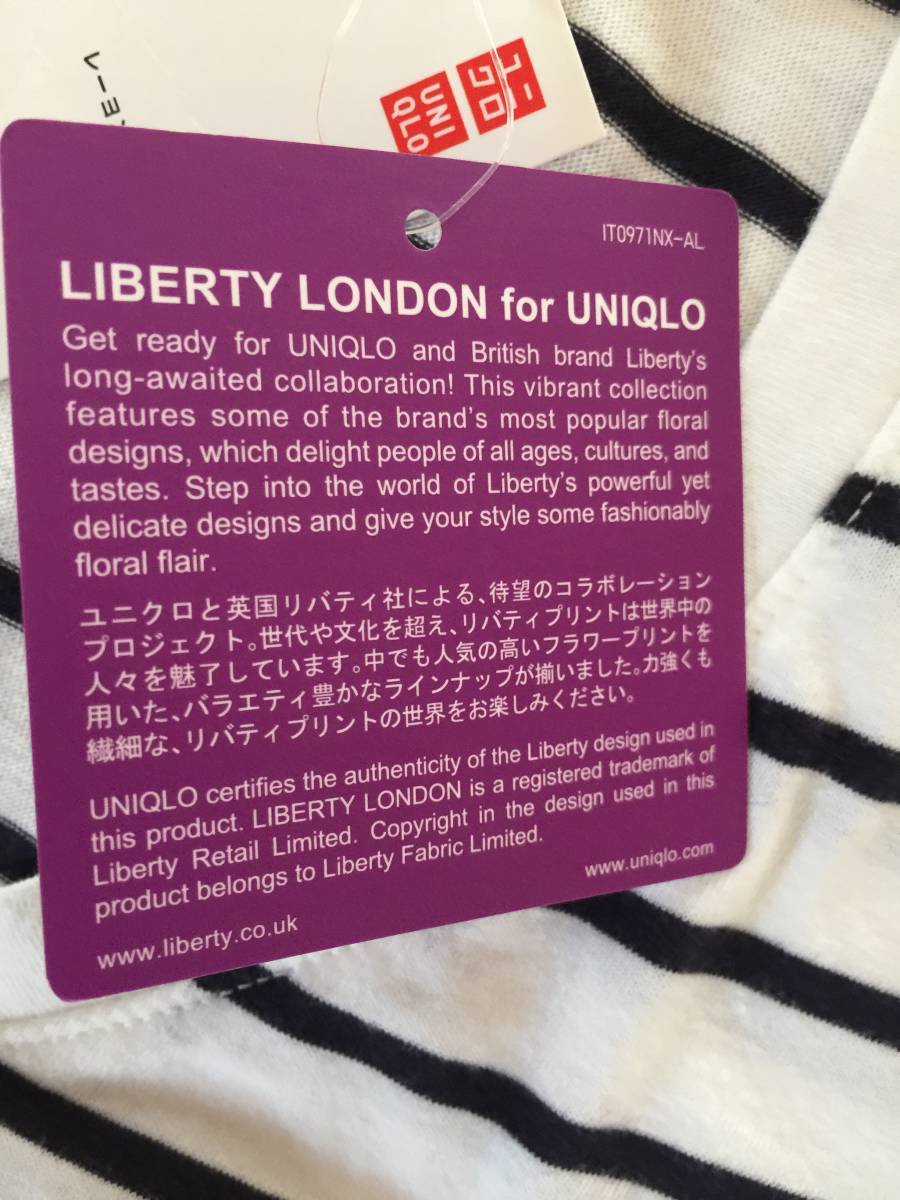 ユニ
クロ
UNI
QLO
IT0971NX-AL
LIBERTY LONDON for UNIQLO
Get ready for UNIQLO and British brand Liberty's
long-awaited collaboration! This vibrant collection
features some of the brand's most popular floral
designs, which delight people of all ages, cultures, and
tastes. Step into the world of Liberty's powerful yet
delicate designs and give your style some fashionably
floral flair.
ユニクロと英国リバティ社による、待望のコラボレーション
プロジェクト。世代や文化を超え、リバティプリントは世界中の
人々を魅了しています。中でも人気の高いフラワープリントを
用いた、バラエティ豊かなラインナップが揃いました。力強くも
繊細な、リバティプリントの世界をお楽しみください。
UNIQLO certifies the authenticity of the Liberty design used in
this product. LIBERTY LONDON is a registered trademark of
Liberty Retail Limited. Copyright in the design used in this
product belongs to Liberty Fabric Limited.
www.uniqlo.com
www.liberty.co.uk